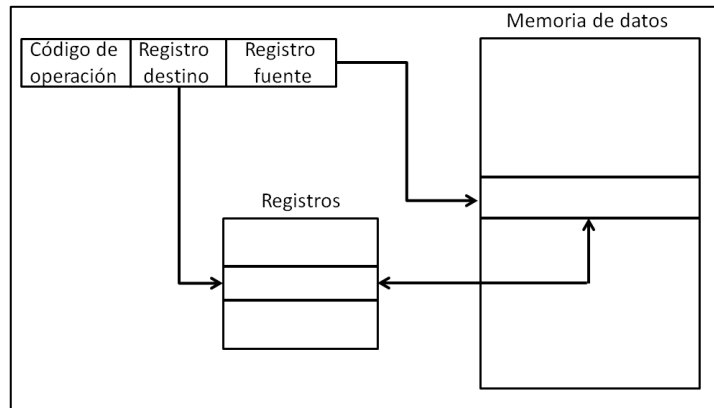 Memoria de datos
Código de
operación
Registro
destino
Registro
fuente
Registros